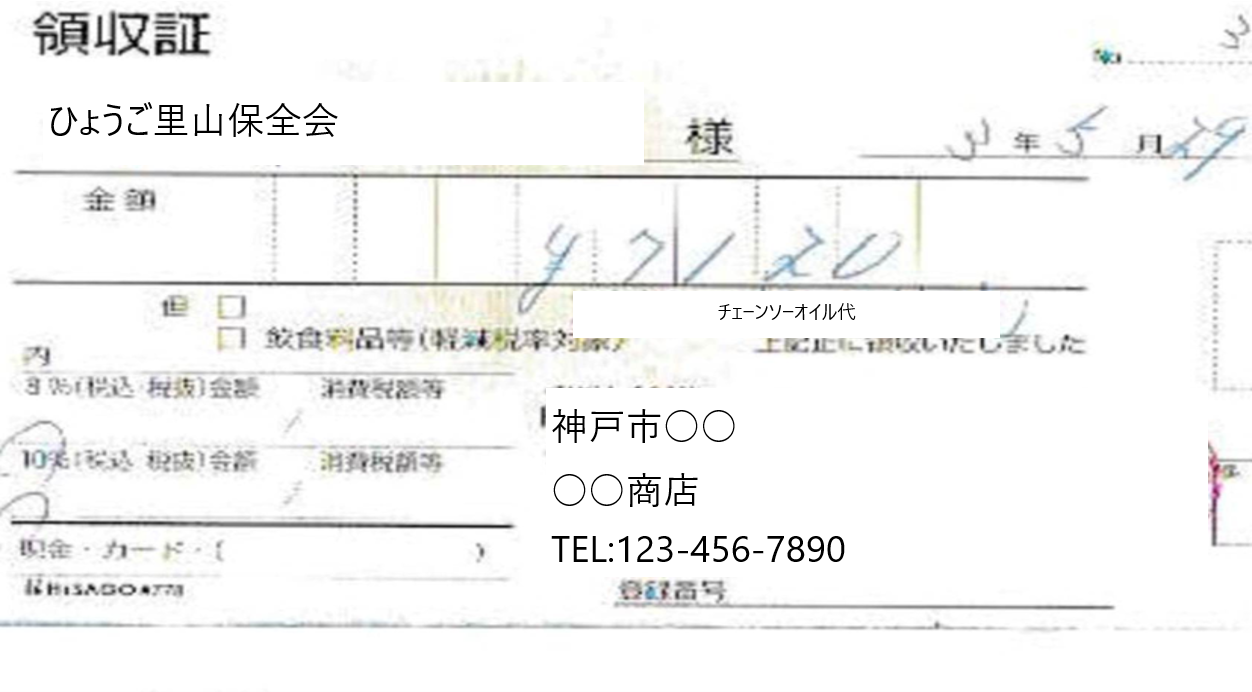 領収証
No. 3
ひょうご里山保全会 様 3年5月29
金額 ¥7120
但 □ チェーンソーオイル代
□ 飲食料品等(軽減税率対象) 上記正に領収いたしました
内
8%(税込・税抜)金額 消費税額等
神戸市○○
10%(税込・税抜)金額 消費税額等
○○商店
現金・カード・( )
TEL:123-456-7890
HISAGO #778
登録番号